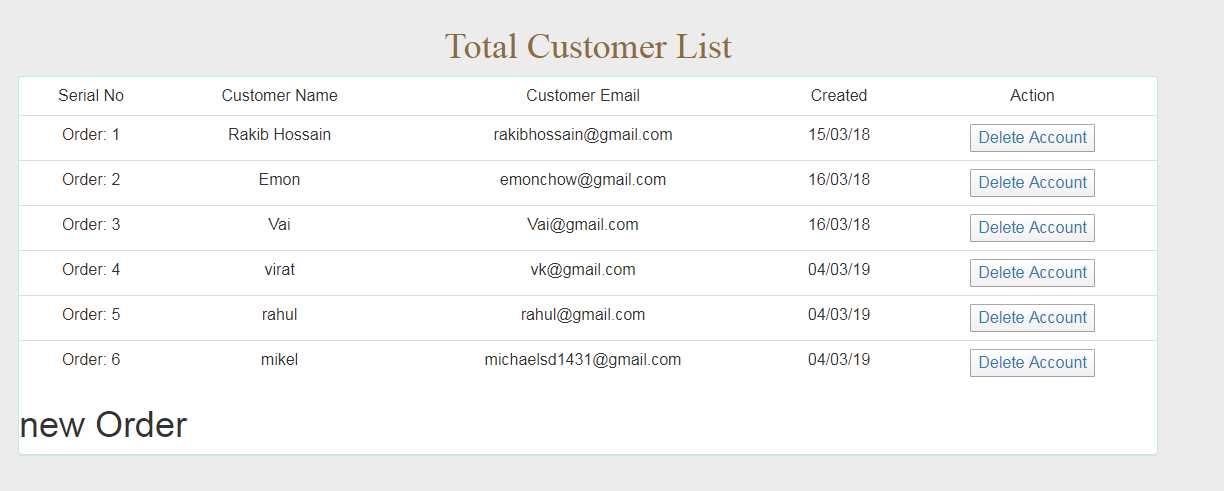 Total Customer List
Serial No Customer Name Customer Email Created Action
Order: 1 Rakib Hossain rakibhossain@gmail.com 15/03/18 Delete Account
Order: 2 Emon emonchow@gmail.com 16/03/18 Delete Account
Order: 3 Vai Vai@gmail.com 16/03/18 Delete Account
Order: 4 virat vk@gmail.com 04/03/19 Delete Account
Order: 5 rahul rahul@gmail.com 04/03/19 Delete Account
Order: 6 mikel michaelsd1431@gmail.com 04/03/19 Delete Account
new Order